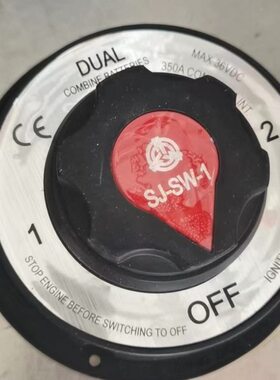 DUAL
COMBINE BATTERIES
MAX 36VDC
350A
CE
SJ-SW-1
1
2
OFF
STOP ENGINE BEFORE SWITCHING TO OFF